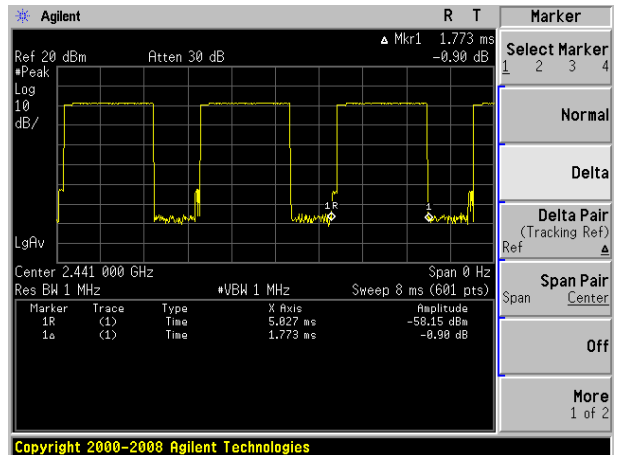 Agilent R T
Marker
Δ Mkr1 1.773 ms
Ref 20 dBm Atten 30 dB -0.90 dB
#Peak
Log
10
dB/
1R
1
LgAv
Center 2.441 000 GHz Span 0 Hz
Res BW 1 MHz #VBW 1 MHz Sweep 8 ms (601 pts)
Marker Trace Type X Axis Amplitude
1R (1) Time 5.027 ms -58.15 dBm
1Δ (1) Time 1.773 ms -0.90 dB
Select Marker
1 2 3 4
Normal
Delta
Delta Pair
(Tracking Ref)
Ref Δ
Span Pair
Span Center
Off
More
1 of 2
Copyright 2000-2008 Agilent Technologies